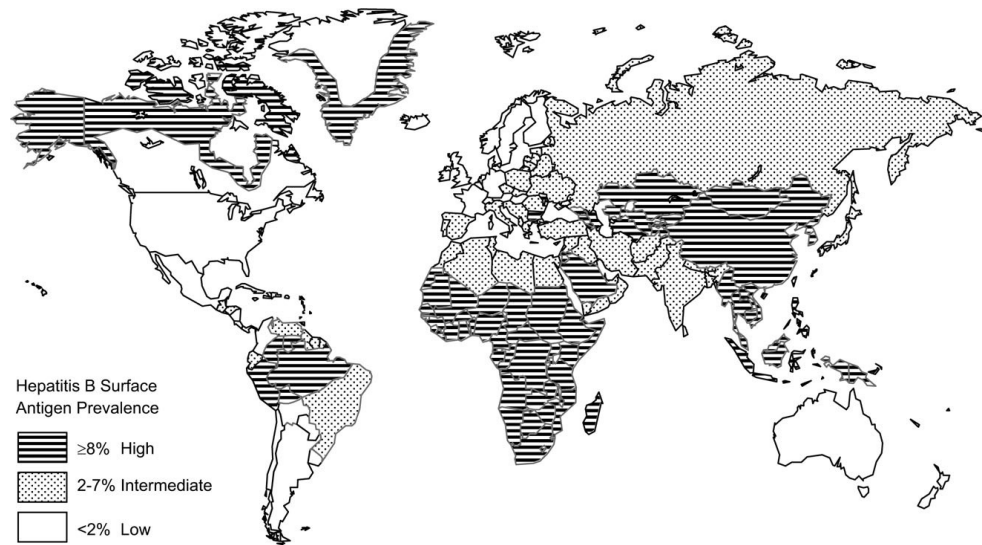 Hepatitis B Surface
Antigen Prevalence
≥8% High
2-7% Intermediate
<2% Low